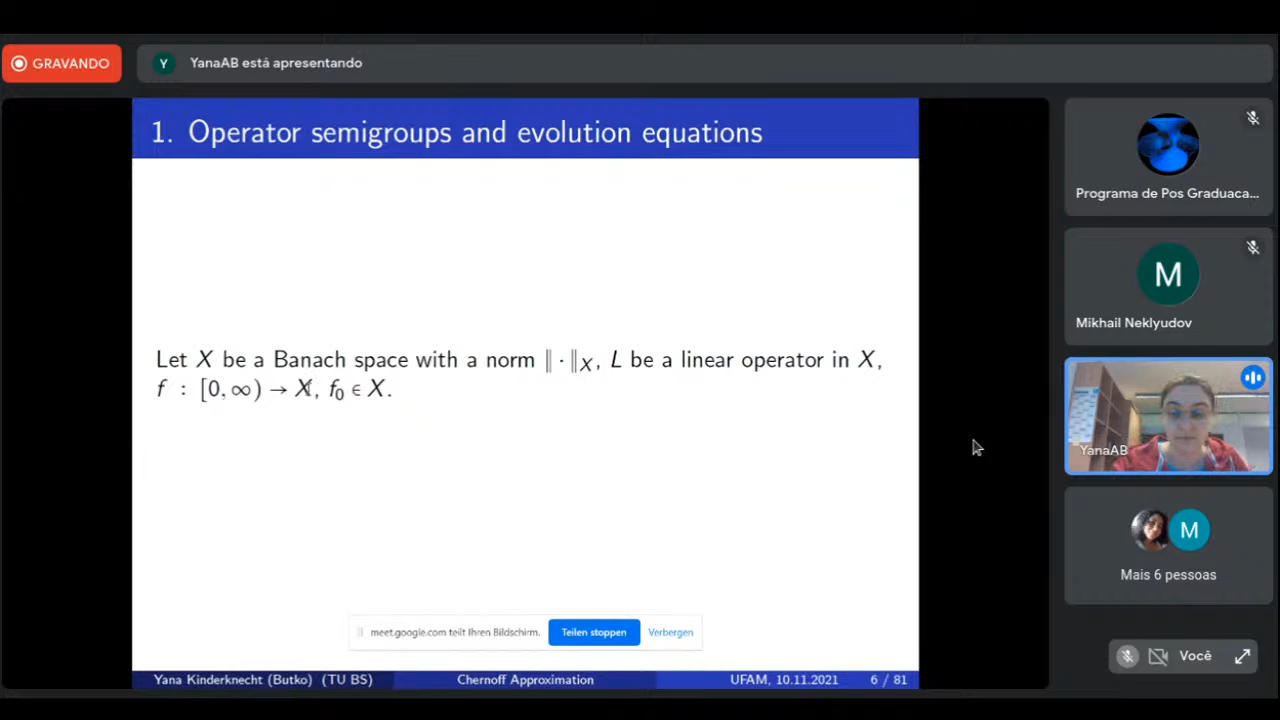 GRAVANDO
Y YanaAB está apresentando
1. Operator semigroups and evolution equations
Let X be a Banach space with a norm ‖ · ‖X, L be a linear operator in X,
f : [0, ∞) → X, f0 ∈ X.
meet.google.com teilt Ihren Bildschirm. Teilen stoppen Verbergen
Yana Kinderknecht (Butko) (TU BS) Chernoff Approximation UFAM, 10.11.2021 6 / 81
Programa de Pos Graduaca...
M
Mikhail Neklyudov
YanaAB
M
Mais 6 pessoas
Você